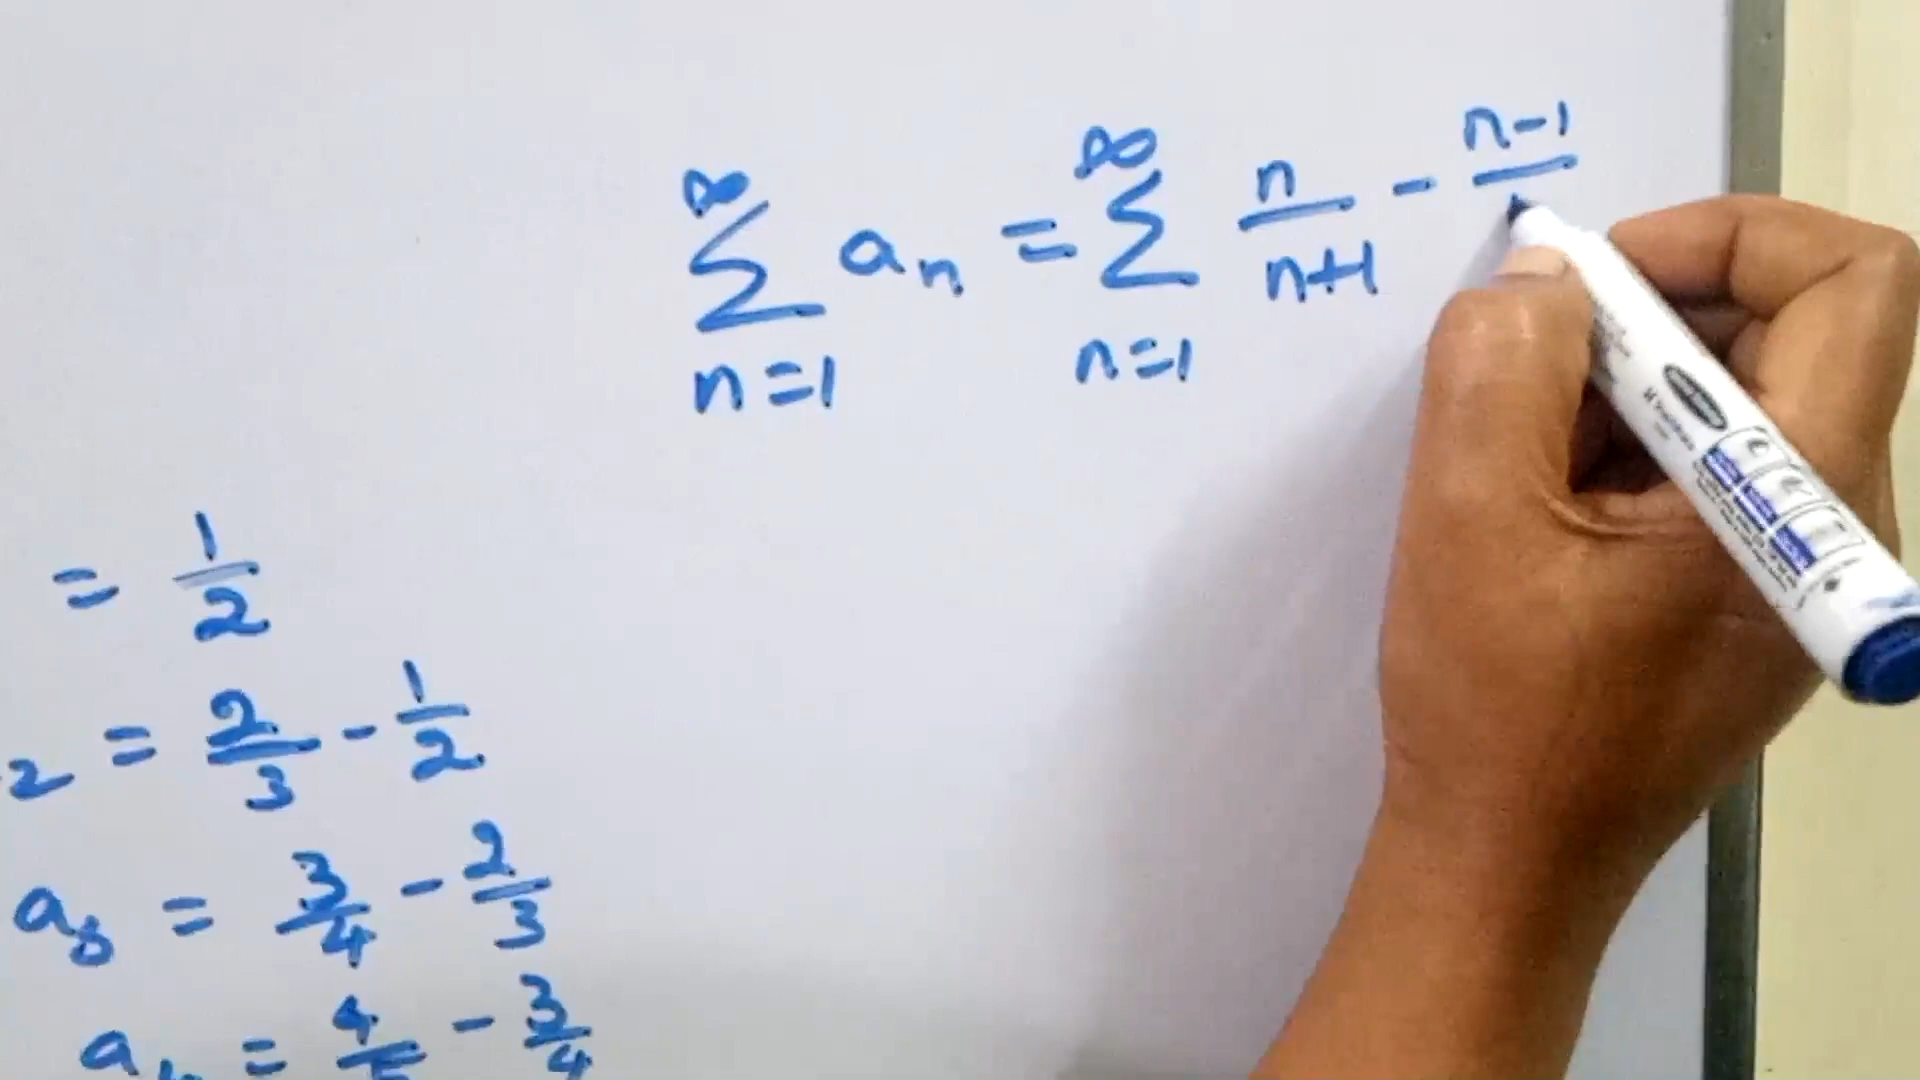 ∞ ∞ n n-1
Σ aₙ = Σ — - —
n=1 n=1 n+1
= 1/2
2 = 2/3 - 1/2
a₃ = 3/4 - 2/3
a₄ = 4/5 - 3/4